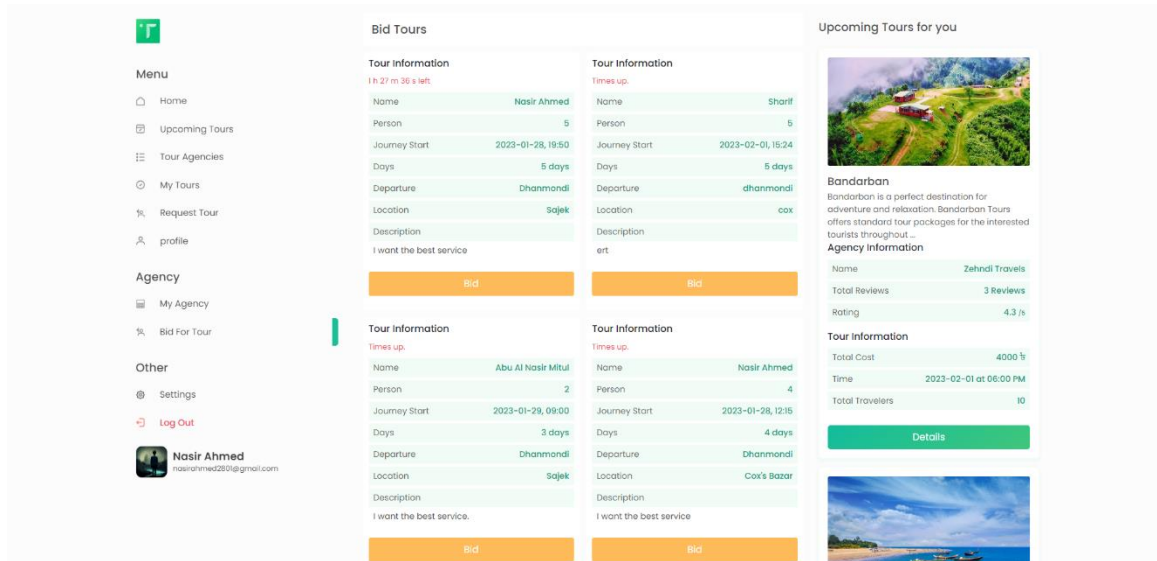 Menu
Home
Upcoming Tours
Tour Agencies
My Tours
Request Tour
profile
Agency
My Agency
Bid For Tour
Other
Settings
Log Out
Nasir Ahmed
nasirahmed2801@gmail.com
Bid Tours
Tour Information
1 h 27 m 36 s left.
Name Nasir Ahmed
Person 5
Journey Start 2023-01-28, 19:50
Days 5 days
Departure Dhanmondi
Location Sajek
Description
I want the best service
Bid
Tour Information
Times up.
Name Sharif
Person 5
Journey Start 2023-02-01, 15:24
Days 5 days
Departure dhanmondi
Location cox
Description
ert
Bid
Tour Information
Times up.
Name Abu Al Nasir Mitul
Person 2
Journey Start 2023-01-29, 09:00
Days 3 days
Departure Dhanmondi
Location Sajek
Description
I want the best service.
Bid
Tour Information
Times up.
Name Nasir Ahmed
Person 4
Journey Start 2023-01-28, 12:15
Days 4 days
Departure Dhanmondi
Location Cox's Bazar
Description
I want the best service
Bid
Upcoming Tours for you
Bandarban
Bandarban is a perfect destination for
adventure and relaxation. Bandarban Tours
offers standard tour packages for the interested
tourists throughout ...
Agency Information
Name Zehndi Travels
Total Reviews 3 Reviews
Rating 4.3 /5
Tour Information
Total Cost 4000 ৳
Time 2023-02-01 at 06:00 PM
Total Travelers 10
Details